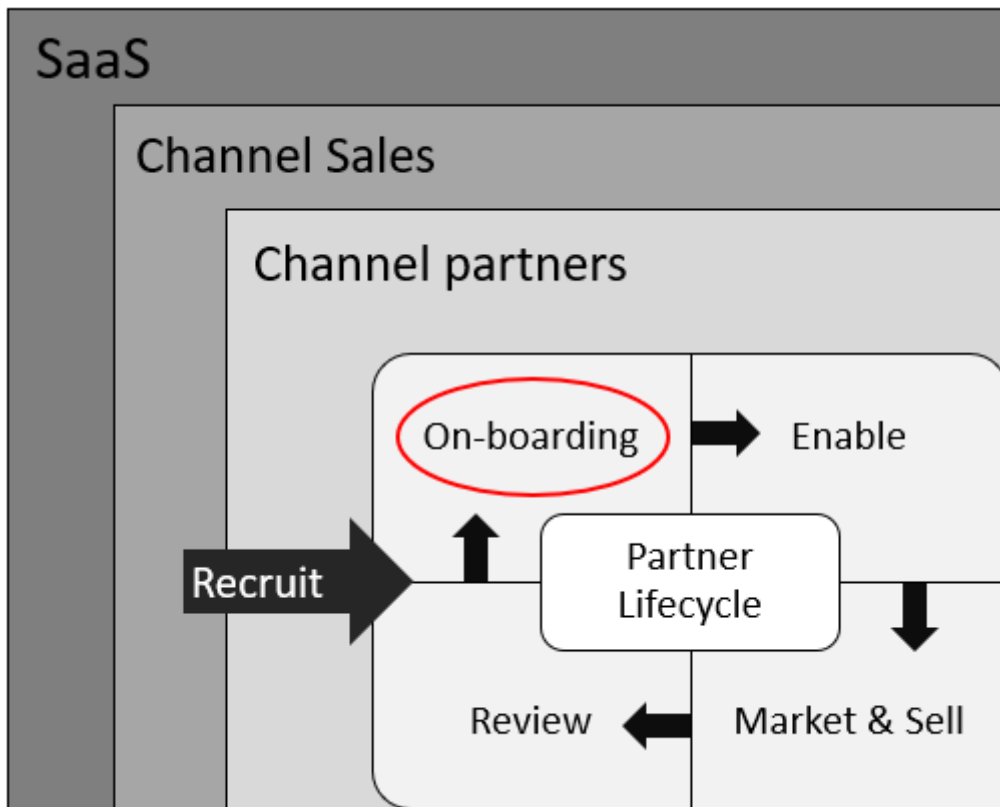 SaaS
Channel Sales
Channel partners
On-boarding
Enable
Recruit
Partner
Lifecycle
Review
Market & Sell